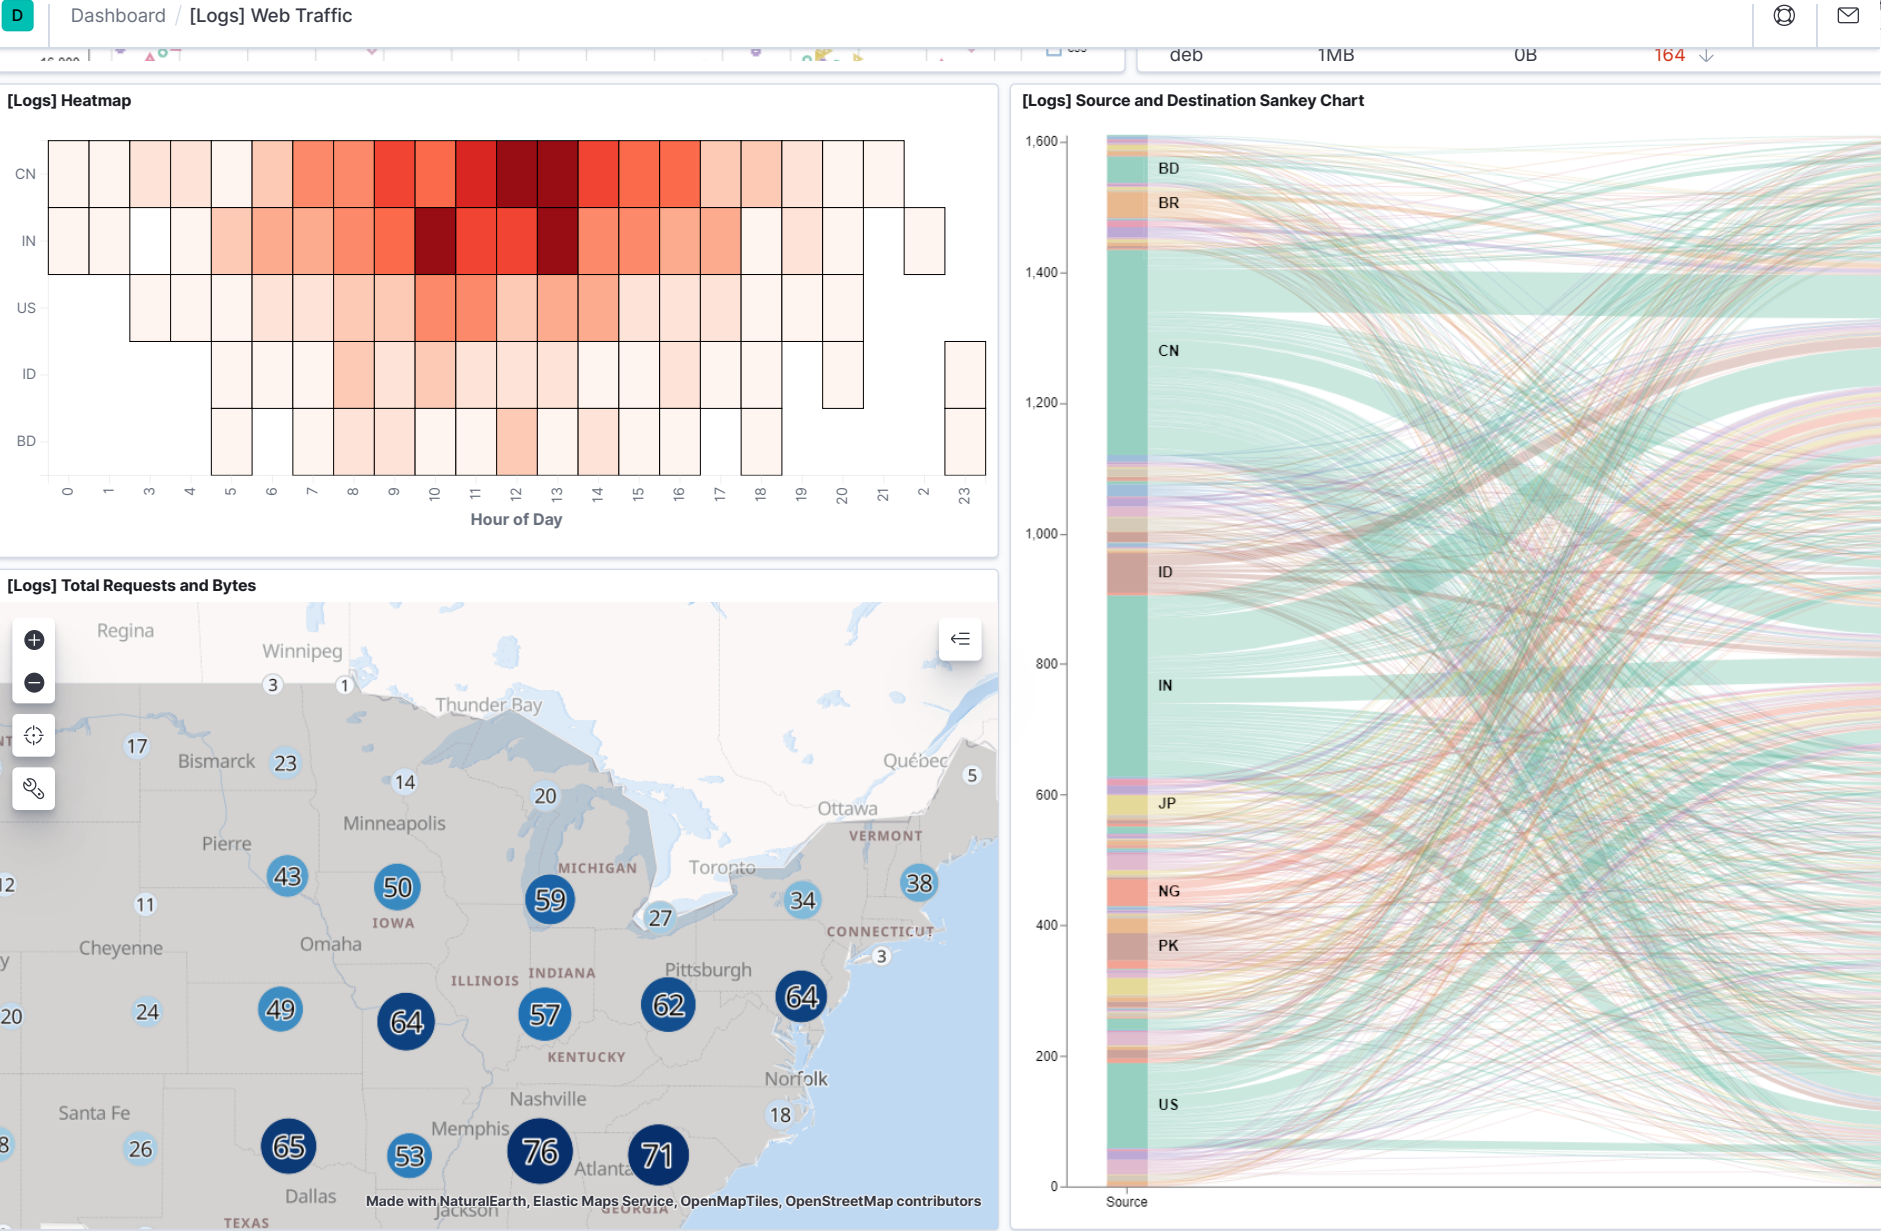 D
Dashboard / [Logs] Web Traffic
deb 1MB 0B 164
[Logs] Heatmap
CN
IN
US
ID
BD
0 1 3 4 5 6 7 8 9 10 11 12 13 14 15 16 17 18 19 20 21 2 23
Hour of Day
[Logs] Total Requests and Bytes
Regina
Winnipeg
3
1
Thunder Bay
17
Bismarck
23
14
20
Québec
5
Ottawa
Minneapolis
VERMONT
Pierre
MICHIGAN
Toronto
43
50
59
38
12
11
34
27
IOWA
CONNECTICUT
Omaha
Cheyenne
3
ILLINOIS
INDIANA
Pittsburgh
20
24
49
64
57
62
64
KENTUCKY
Norfolk
Nashville
Santa Fe
18
Memphis
8
26
65
53
76
71
Atlanta
Dallas
Made with NaturalEarth, Elastic Maps Service, OpenMapTiles, OpenStreetMap contributors
Jackson
GEORGIA
TEXAS
[Logs] Source and Destination Sankey Chart
1,600
BD
BR
1,400
CN
1,200
1,000
ID
800
IN
600
JP
NG
400
PK
200
US
0
Source